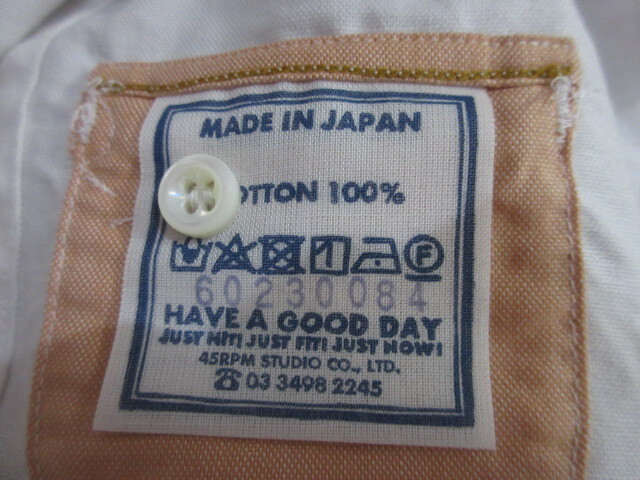 MADE IN JAPAN
OTTON 100%
F
60230084
HAVE A GOOD DAY
JUST HIT! JUST FIT! JUST NOW!
45RPM STUDIO CO., LTD.
☎ 03 3498 2245